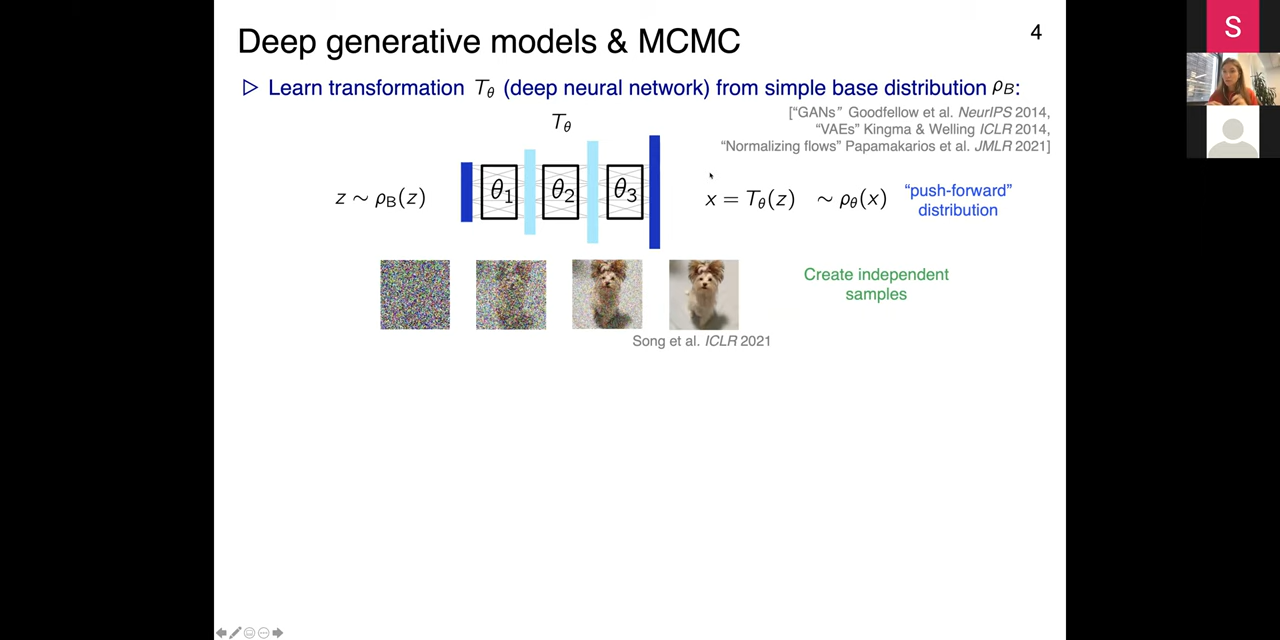 Deep generative models & MCMC
4
▷ Learn transformation T_θ (deep neural network) from simple base distribution ρ_B:
["GANs" Goodfellow et al. NeurIPS 2014,
"VAEs" Kingma & Welling ICLR 2014,
"Normalizing flows" Papamakarios et al. JMLR 2021]
T_θ
z ∼ ρ_B(z)
θ_1 θ_2 θ_3
x = T_θ(z) ∼ ρ_θ(x)
"push-forward"
distribution
Create independent
samples
Song et al. ICLR 2021
S